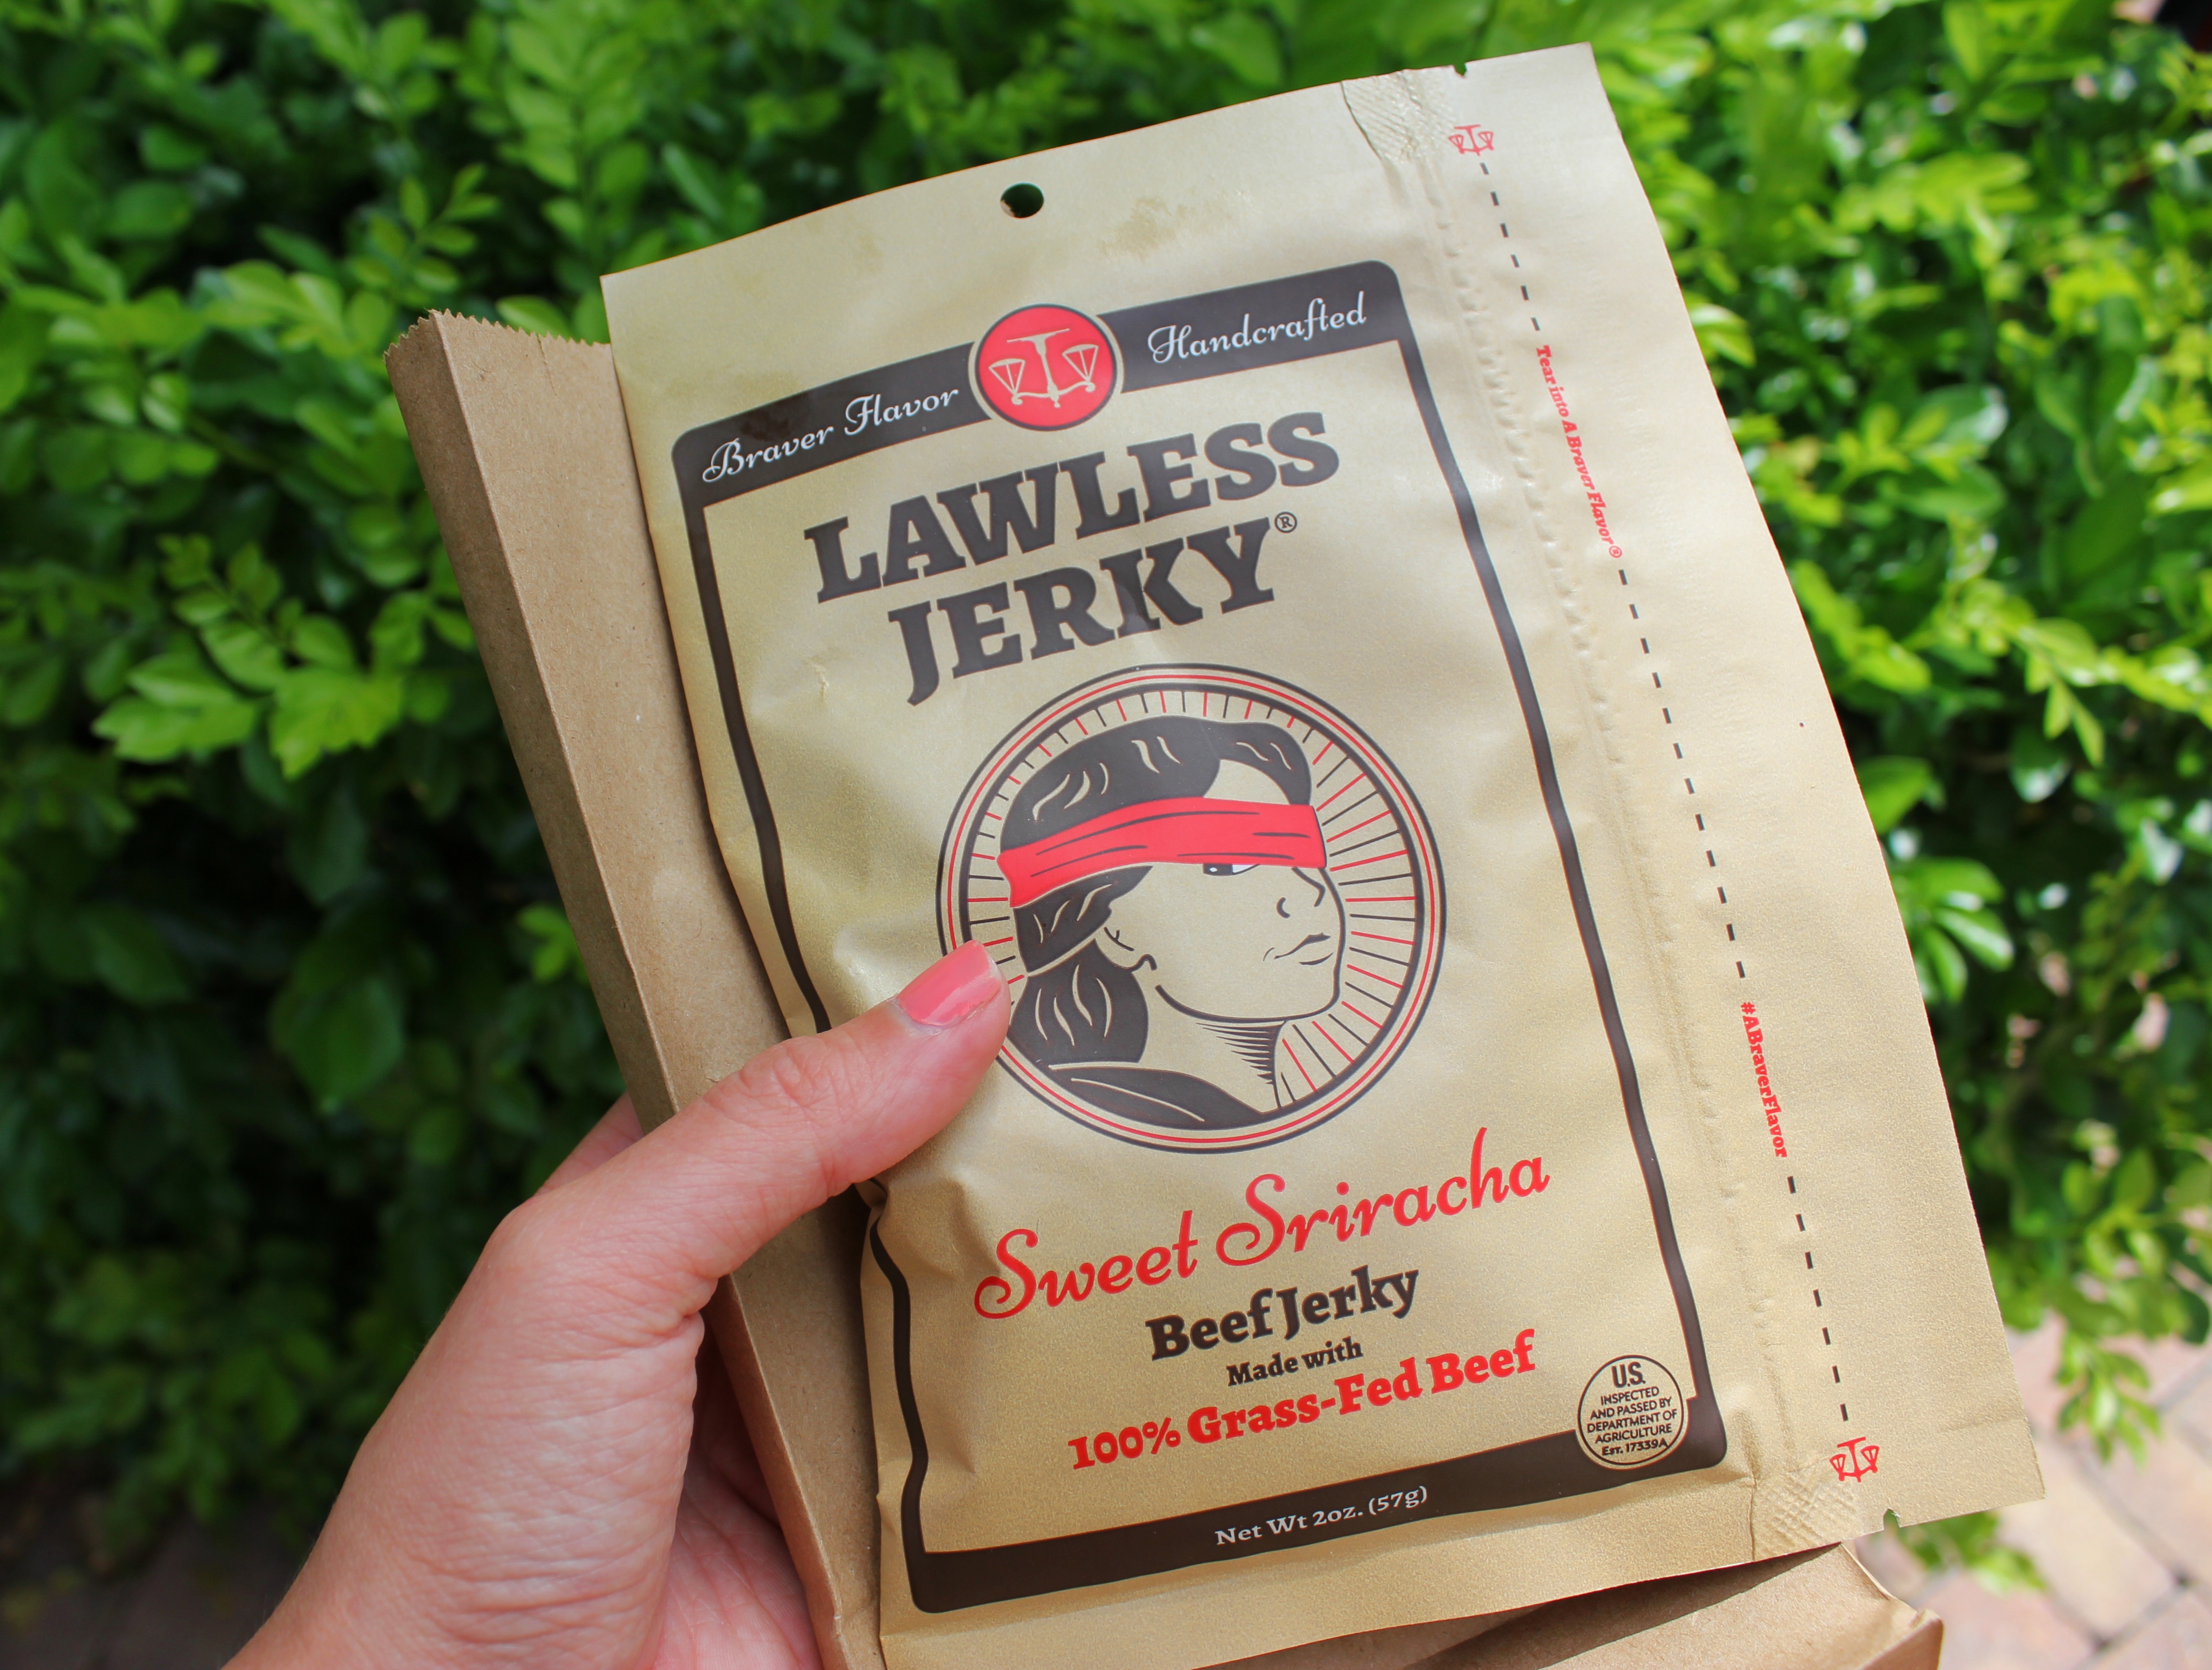 Braver Flavor
Handcrafted
LAWLESS
JERKY®
Sweet Sriracha
Beef Jerky
Made with
100% Grass-Fed Beef
U.S.
INSPECTED
AND PASSED BY
DEPARTMENT OF
AGRICULTURE
EST. 17339A
Net Wt 2oz. (57g)
Tear into A Braver Flavor®
#ABraverFlavor